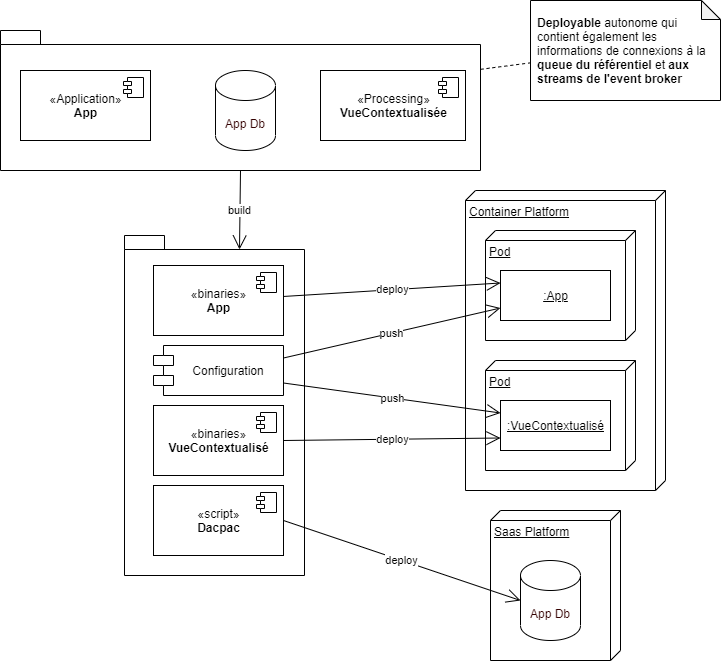 Deployable autonome qui
contient également les
informations de connexions à la
queue du référentiel et aux
streams de l'event broker
«Application»
App
App Db
«Processing»
VueContextualisée
build
Container Platform
Pod
:App
«binaries»
App
deploy
push
Configuration
Pod
:VueContextualisé
push
«binaries»
VueContextualisé
deploy
«script»
Dacpac
deploy
Saas Platform
App Db